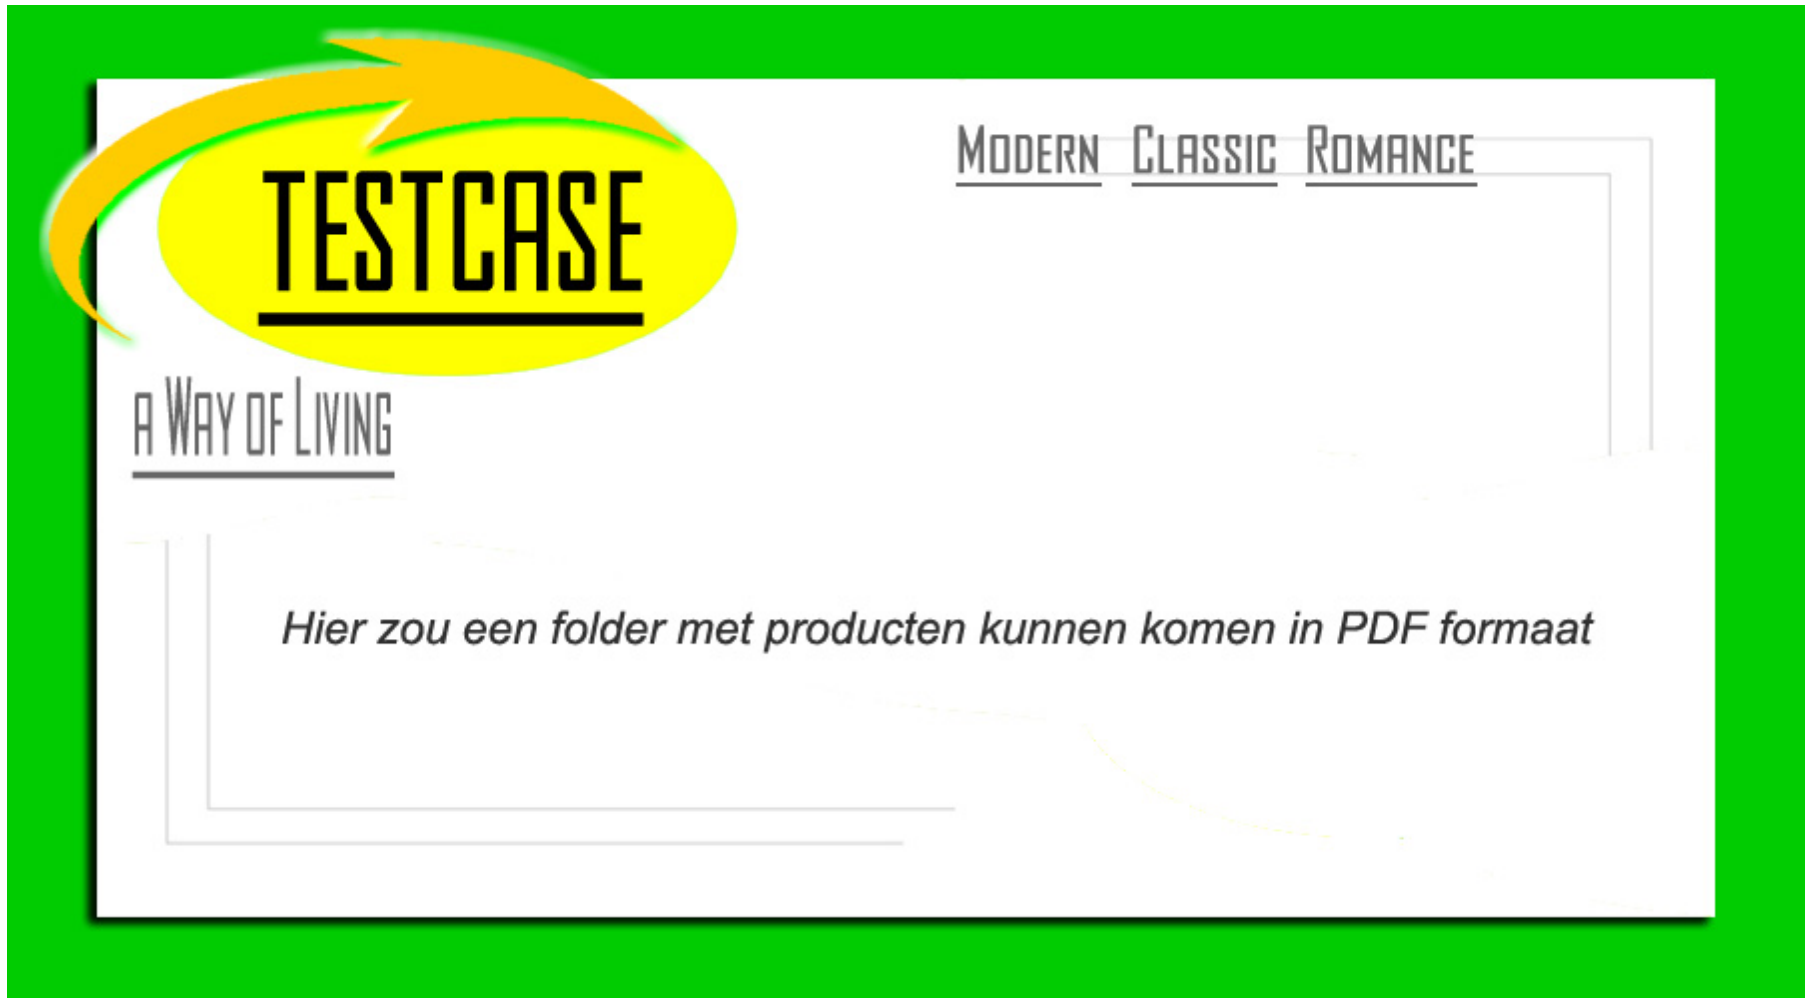 TESTCASE
Modern Classic Romance
a Way of Living
Hier zou een folder met producten kunnen komen in PDF formaat